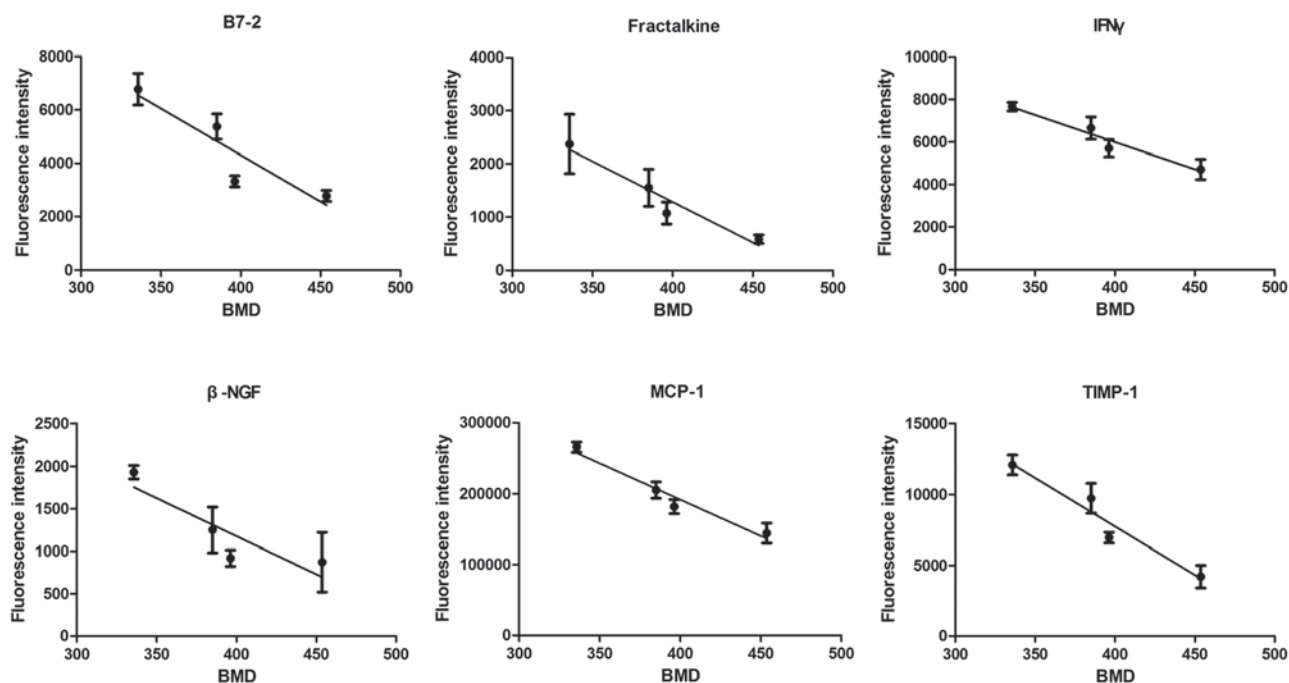 B7-2
Fluorescence intensity
8000
6000
4000
2000
0
300 350 400 450 500
BMD
Fractalkine
Fluorescence intensity
4000
3000
2000
1000
0
300 350 400 450 500
BMD
IFNγ
Fluorescence intensity
10000
8000
6000
4000
2000
0
300 350 400 450 500
BMD
β-NGF
Fluorescence intensity
2500
2000
1500
1000
500
0
300 350 400 450 500
BMD
MCP-1
Fluorescence intensity
300000
200000
100000
0
300 350 400 450 500
BMD
TIMP-1
Fluorescence intensity
15000
10000
5000
0
300 350 400 450 500
BMD